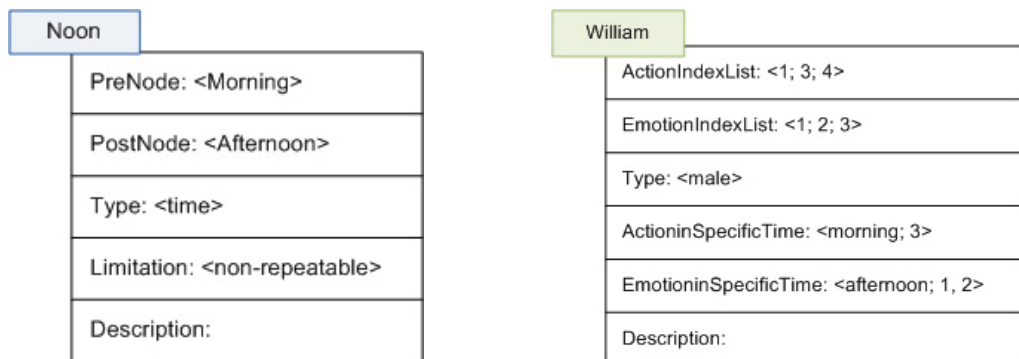 Noon
PreNode: <Morning>
PostNode: <Afternoon>
Type: <time>
Limitation: <non-repeatable>
Description:
William
ActionIndexList: <1; 3; 4>
EmotionIndexList: <1; 2; 3>
Type: <male>
ActioninSpecificTime: <morning; 3>
EmotioninSpecificTime: <afternoon; 1, 2>
Description: